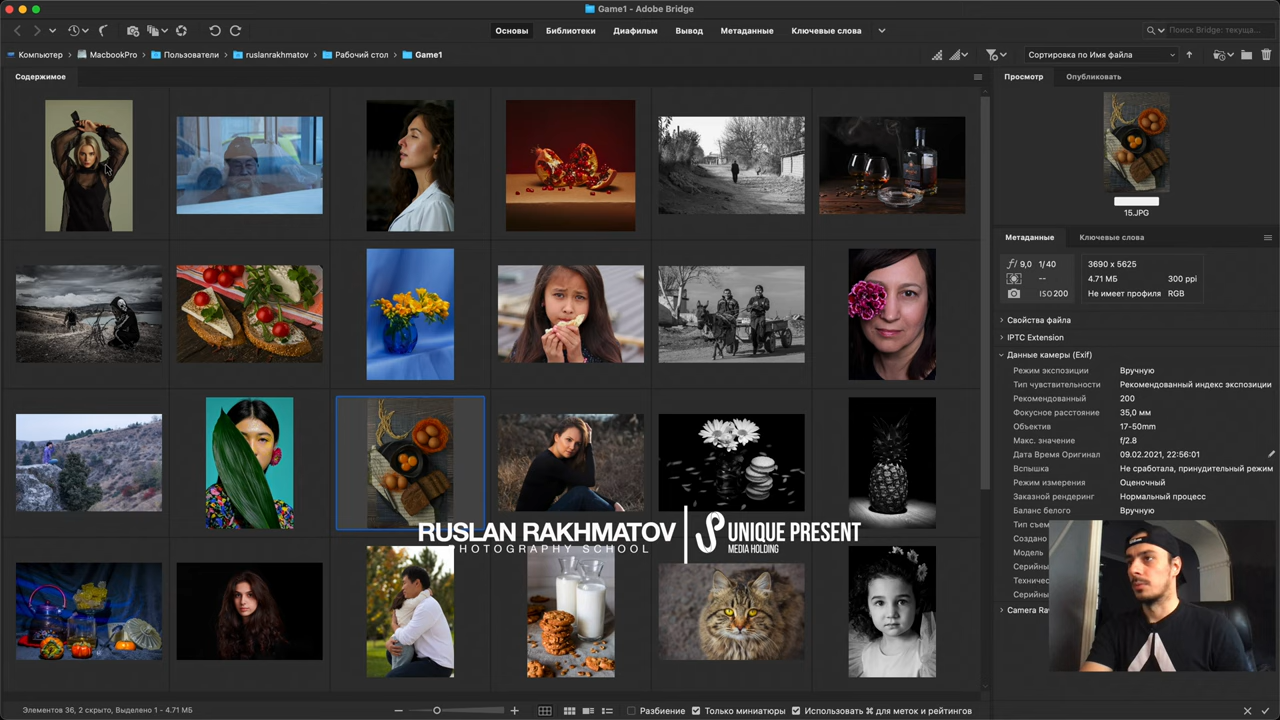 Game1 - Adobe Bridge
Основы
Библиотеки
Диафильм
Вывод
Метаданные
Ключевые слова
Поиск Bridge: текуща...
Компьютер
MacbookPro
Пользователи
ruslanrakhmatov
Рабочий стол
Game1
Сортировка по Имя файла
Содержимое
Просмотр
Опубликовать
15.JPG
Метаданные
Ключевые слова
f/ 9,0 1/40
--
ISO 200
3690 x 5625
4.71 МБ 300 ppi
Не имеет профиля RGB
Свойства файла
IPTC Extension
Данные камеры (Exif)
Режим экспозиции Вручную
Тип чувствительности Рекомендованный индекс экспозиции
Рекомендованный 200
Фокусное расстояние 35,0 мм
Объектив 17-50mm
Макс. значение f/2.8
Дата Время Оригинал 09.02.2021, 22:56:01
Вспышка Не сработала, принудительный режим
Режим измерения Оценочный
Заказной рендеринг Нормальный процесс
Баланс белого Вручную
Тип съем
Создано
Модель
Серийны
Техничес
Серийны
Camera Ra
RUSLAN RAKHMATOV
PHOTOGRAPHY SCHOOL
UNIQUE PRESENT
MEDIA HOLDING
Элементов 36, 2 скрыто, Выделено 1 - 4.71 МБ
Разбиение
Только миниатюры
Использовать ⌘ для меток и рейтингов